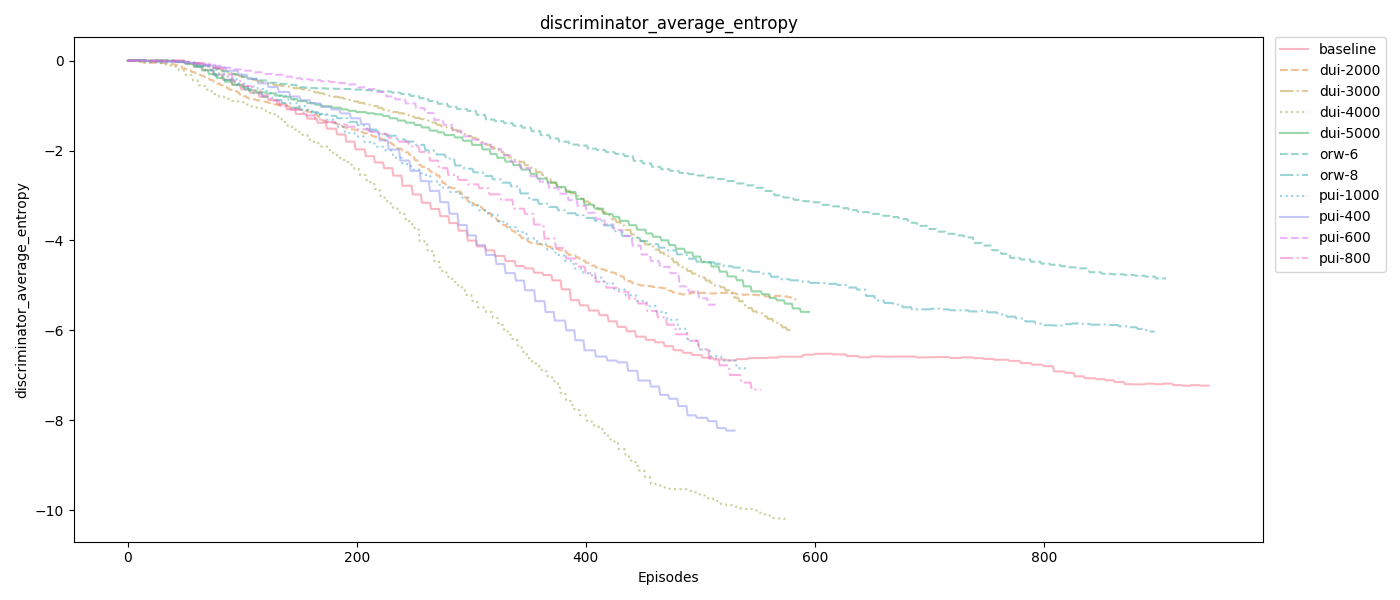 discriminator_average_entropy
discriminator_average_entropy
0
−2
−4
−6
−8
−10
0
200
400
600
800
Episodes
baseline
dui-2000
dui-3000
dui-4000
dui-5000
orw-6
orw-8
pui-1000
pui-400
pui-600
pui-800